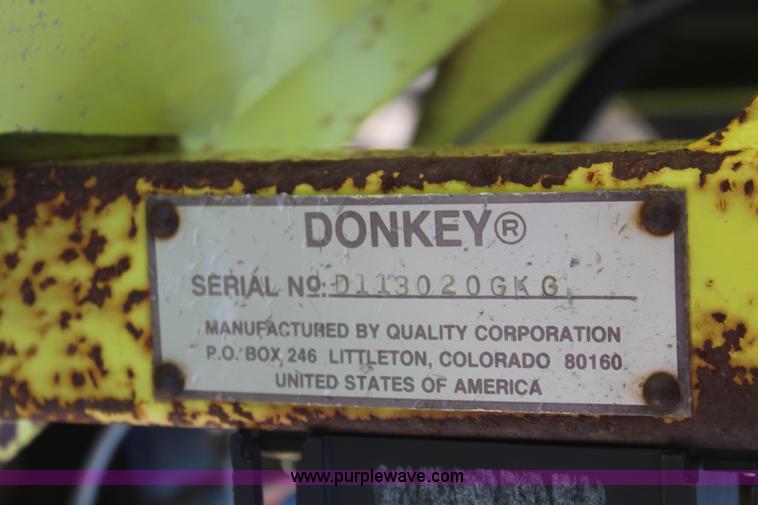 DONKEY®
SERIAL Nº: D113020GKG
MANUFACTURED BY QUALITY CORPORATION
P.O. BOX 246 LITTLETON, COLORADO 80160
UNITED STATES OF AMERICA
www.purplewave.com